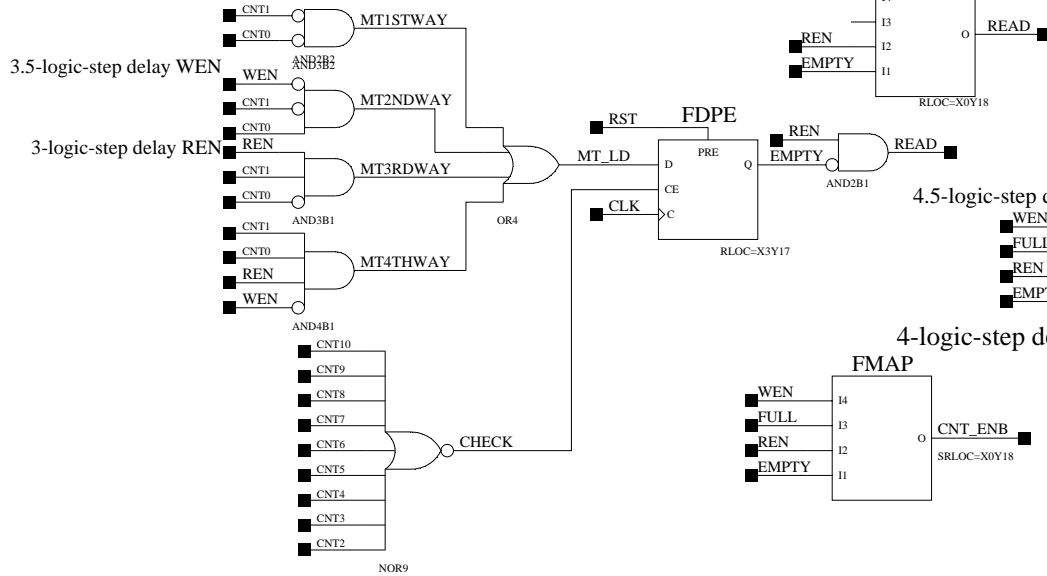 CNT1
CNT0
MT1STWAY
AND2B2
AND3B2
3.5-logic-step delay WEN
WEN
CNT1
CNT0
MT2NDWAY
3-logic-step delay REN
REN
CNT1
CNT0
MT3RDWAY
AND3B1
CNT1
CNT0
REN
WEN
MT4THWAY
AND4B1
OR4
MT_LD
RST
CLK
FDPE
PRE
D
Q
CE
C
RLOC=X3Y17
EMPTY
REN
READ
AND2B1
I3
REN
I2
EMPTY
I1
O
READ
RLOC=X0Y18
4.5-logic-step d
WEN
FULL
REN
EMPT
CNT10
CNT9
CNT8
CNT7
CNT6
CNT5
CNT4
CNT3
CNT2
CHECK
NOR9
4-logic-step de
FMAP
WEN
I4
FULL
I3
REN
I2
EMPTY
I1
O
CNT_ENB
SRLOC=X0Y18